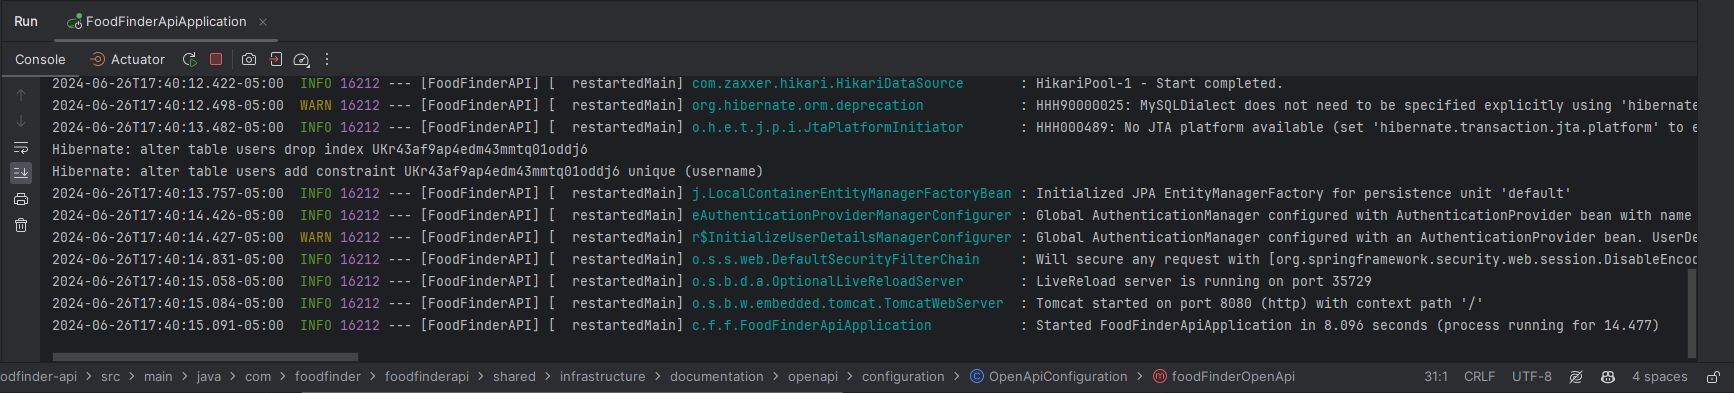 Run FoodFinderApiApplication
Console Actuator
2024-06-26T17:40:12.422-05:00  INFO 16212 --- [FoodFinderAPI] [  restartedMain] com.zaxxer.hikari.HikariDataSource       : HikariPool-1 - Start completed.
2024-06-26T17:40:12.498-05:00  WARN 16212 --- [FoodFinderAPI] [  restartedMain] org.hibernate.orm.deprecation            : HHH90000025: MySQLDialect does not need to be specified explicitly using 'hibernate
2024-06-26T17:40:13.482-05:00  INFO 16212 --- [FoodFinderAPI] [  restartedMain] o.h.e.t.j.p.i.JtaPlatformInitiator       : HHH000489: No JTA platform available (set 'hibernate.transaction.jta.platform' to e
Hibernate: alter table users drop index UKr43af9ap4edm43mmtq01oddj6
Hibernate: alter table users add constraint UKr43af9ap4edm43mmtq01oddj6 unique (username)
2024-06-26T17:40:13.757-05:00  INFO 16212 --- [FoodFinderAPI] [  restartedMain] j.LocalContainerEntityManagerFactoryBean : Initialized JPA EntityManagerFactory for persistence unit 'default'
2024-06-26T17:40:14.426-05:00  INFO 16212 --- [FoodFinderAPI] [  restartedMain] eAuthenticationProviderManagerConfigurer : Global AuthenticationManager configured with AuthenticationProvider bean with name
2024-06-26T17:40:14.427-05:00  WARN 16212 --- [FoodFinderAPI] [  restartedMain] r$InitializeUserDetailsManagerConfigurer : Global AuthenticationManager configured with an AuthenticationProvider bean. UserDe
2024-06-26T17:40:14.831-05:00  INFO 16212 --- [FoodFinderAPI] [  restartedMain] o.s.s.web.DefaultSecurityFilterChain     : Will secure any request with [org.springframework.security.web.session.DisableEncod
2024-06-26T17:40:15.058-05:00  INFO 16212 --- [FoodFinderAPI] [  restartedMain] o.s.b.d.a.OptionalLiveReloadServer       : LiveReload server is running on port 35729
2024-06-26T17:40:15.084-05:00  INFO 16212 --- [FoodFinderAPI] [  restartedMain] o.s.b.w.embedded.tomcat.TomcatWebServer  : Tomcat started on port 8080 (http) with context path '/'
2024-06-26T17:40:15.091-05:00  INFO 16212 --- [FoodFinderAPI] [  restartedMain] c.f.f.FoodFinderApiApplication           : Started FoodFinderApiApplication in 8.096 seconds (process running for 14.477)
odfinder-api > src > main > java > com > foodfinder > foodfinderapi > shared > infrastructure > documentation > openapi > configuration > OpenApiConfiguration > foodFinderOpenApi 31:1 CRLF UTF-8 4 spaces